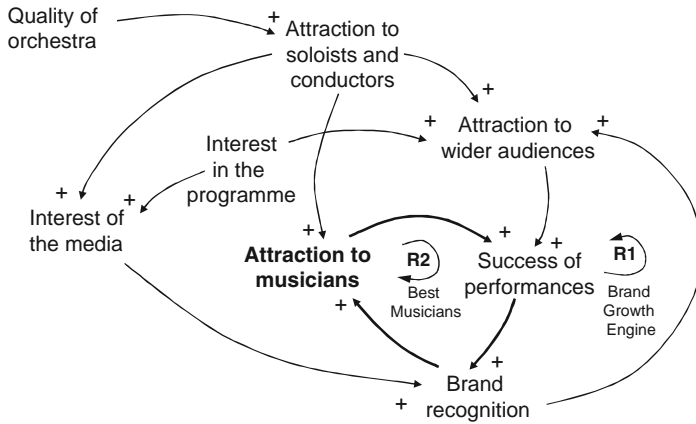 Quality of
orchestra
+
Attraction to
soloists and
conductors
+
+
+
Attraction to
wider audiences
Interest
in the
programme
+
+
Interest of
the media
+
Attraction to
musicians
+
R2
Best
Musicians
+
+
Success of
performances
R1
Brand
Growth
Engine
+
+
Brand
recognition